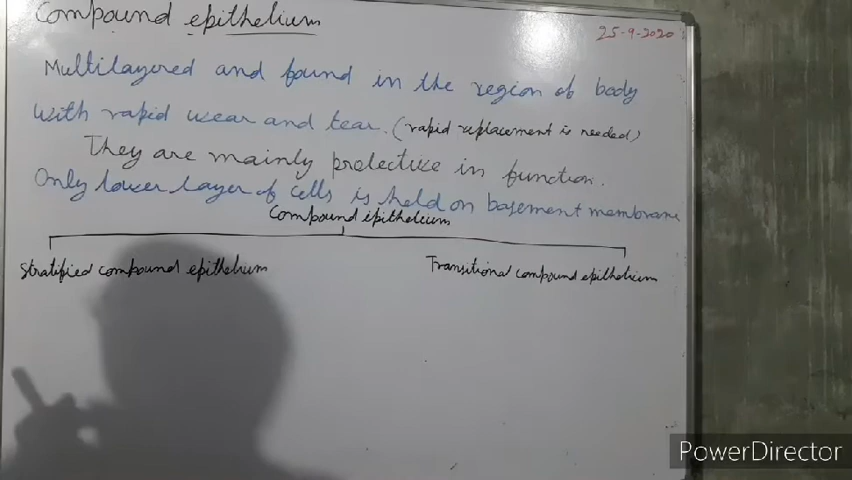 Compound epithelium
25-9-2020
Multilayered and found in the region of body
with rapid wear and tear. (rapid replacement is needed)
They are mainly protective in function.
Only lower layer of cells is held on basement membrane
Compound epithelium
Stratified compound epithelium
Transitional compound epithelium
PowerDirector